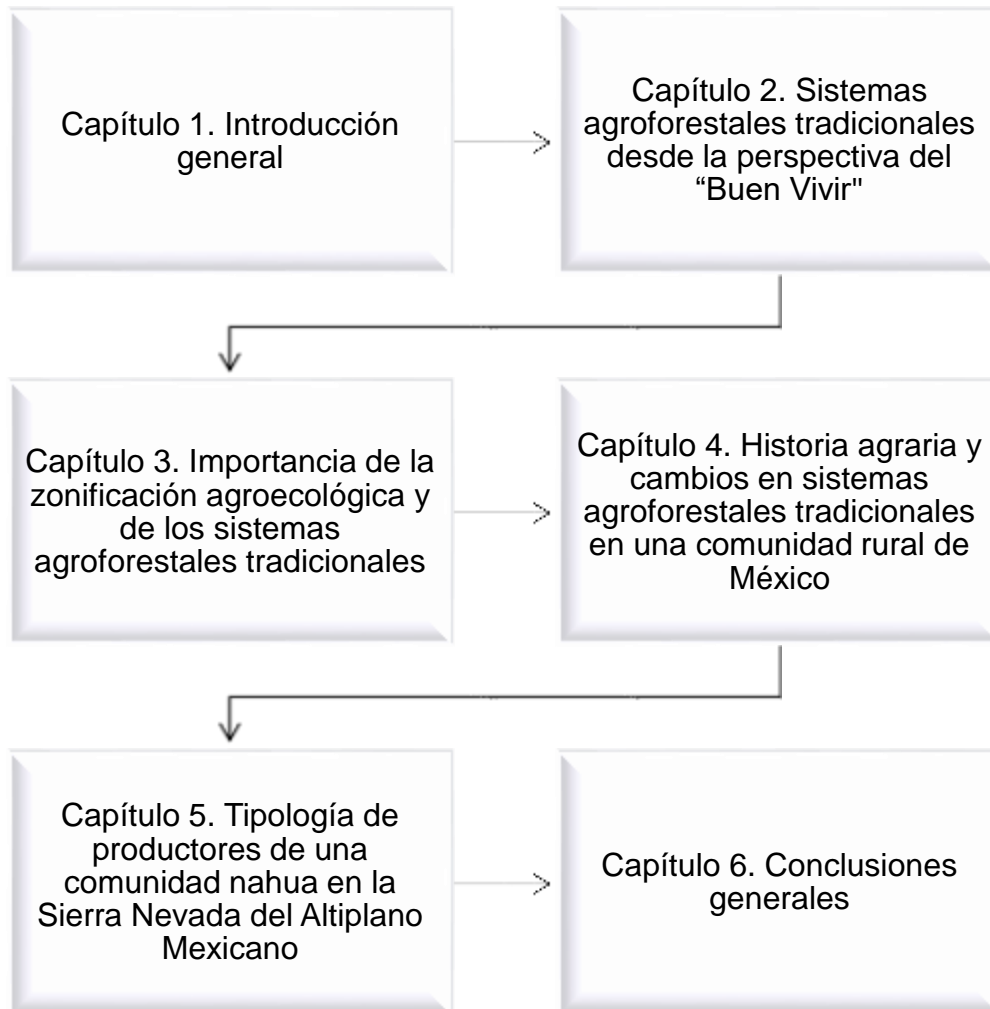 Capítulo 1. Introducción
general
Capítulo 2. Sistemas
agroforestales tradicionales
desde la perspectiva del
“Buen Vivir"
Capítulo 3. Importancia de la
zonificación agroecológica y
de los sistemas
agroforestales tradicionales
Capítulo 4. Historia agraria y
cambios en sistemas
agroforestales tradicionales
en una comunidad rural de
México
Capítulo 5. Tipología de
productores de una
comunidad nahua en la
Sierra Nevada del Altiplano
Mexicano
Capítulo 6. Conclusiones
generales